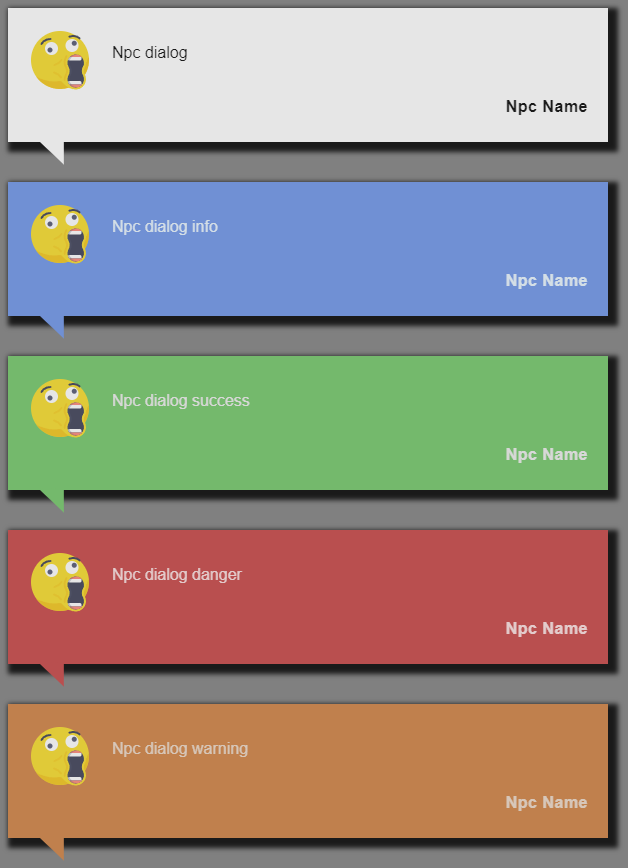 Npc dialog
Npc Name
Npc dialog info
Npc Name
Npc dialog success
Npc Name
Npc dialog danger
Npc Name
Npc dialog warning
Npc Name